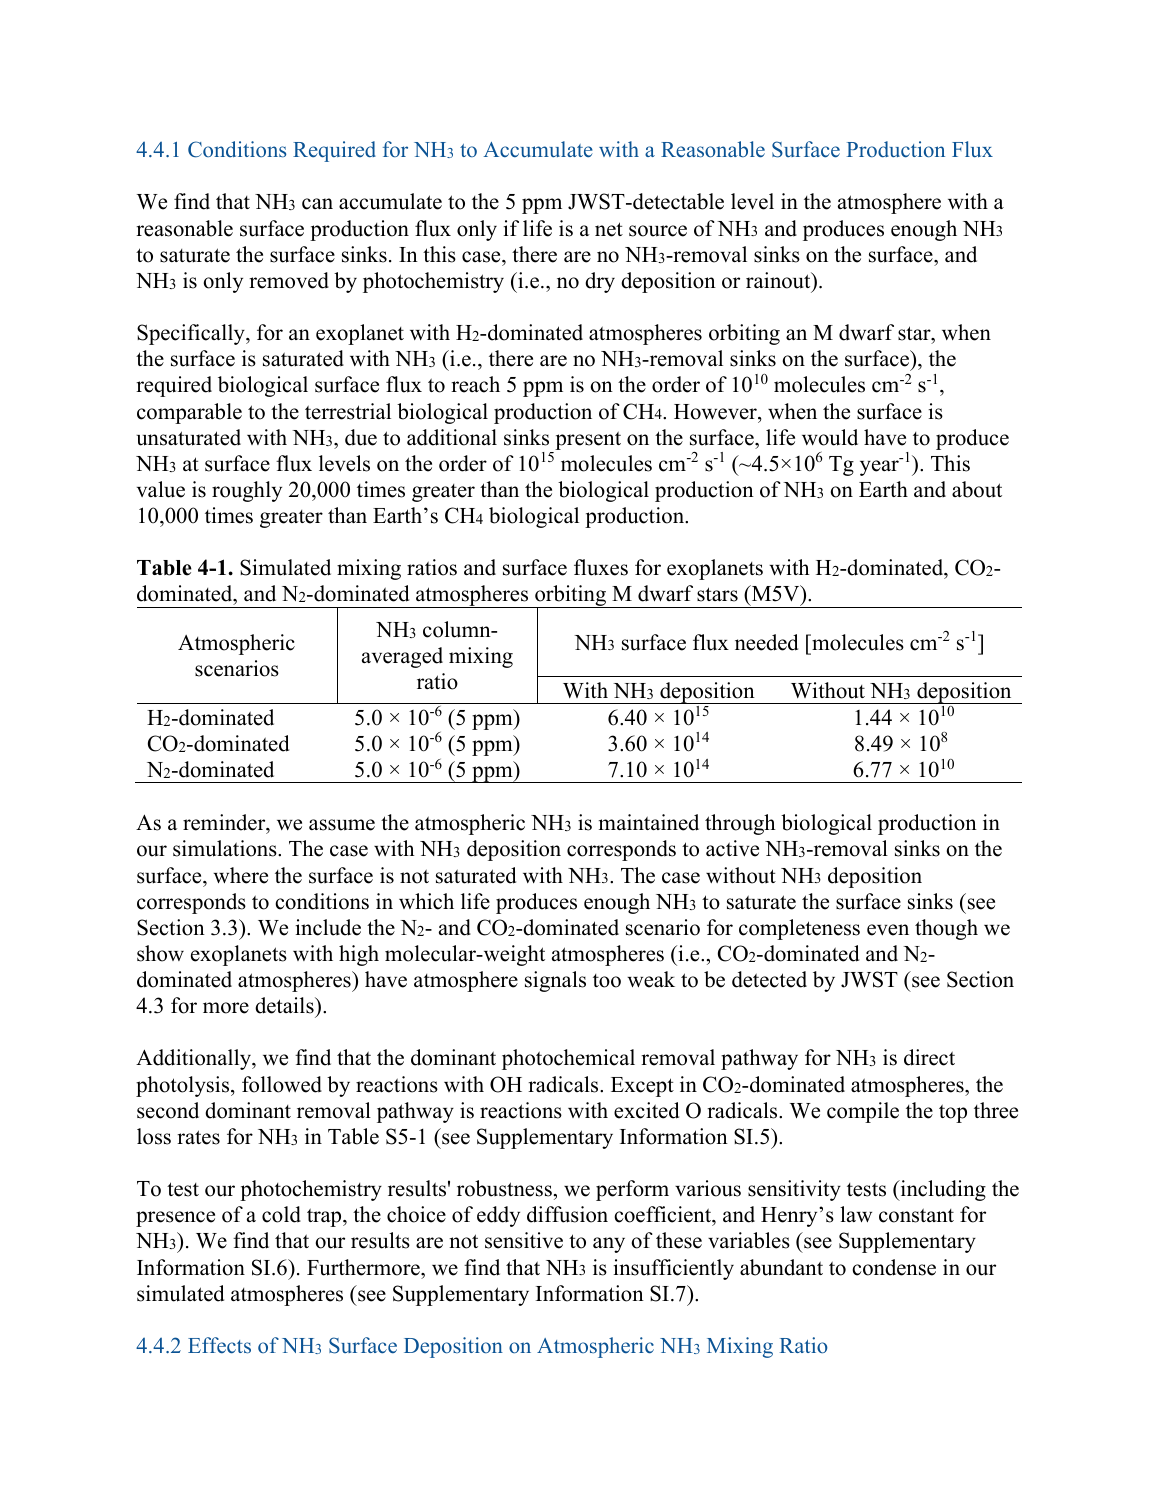 4.4.1 Conditions Required for NH3 to Accumulate with a Reasonable Surface Production Flux
We find that NH3 can accumulate to the 5 ppm JWST-detectable level in the atmosphere with a
reasonable surface production flux only if life is a net source of NH3 and produces enough NH3
to saturate the surface sinks. In this case, there are no NH3-removal sinks on the surface, and
NH3 is only removed by photochemistry (i.e., no dry deposition or rainout).
Specifically, for an exoplanet with H2-dominated atmospheres orbiting an M dwarf star, when
the surface is saturated with NH3 (i.e., there are no NH3-removal sinks on the surface), the
required biological surface flux to reach 5 ppm is on the order of 10^10 molecules cm^-2 s^-1,
comparable to the terrestrial biological production of CH4. However, when the surface is
unsaturated with NH3, due to additional sinks present on the surface, life would have to produce
NH3 at surface flux levels on the order of 10^15 molecules cm^-2 s^-1 (~4.5×10^6 Tg year^-1). This
value is roughly 20,000 times greater than the biological production of NH3 on Earth and about
10,000 times greater than Earth’s CH4 biological production.
Table 4-1. Simulated mixing ratios and surface fluxes for exoplanets with H2-dominated, CO2-
dominated, and N2-dominated atmospheres orbiting M dwarf stars (M5V).
Atmospheric
scenarios
NH3 column-
averaged mixing
ratio
NH3 surface flux needed [molecules cm^-2 s^-1]
With NH3 deposition Without NH3 deposition
H2-dominated 5.0 × 10^-6 (5 ppm) 6.40 × 10^15 1.44 × 10^10
CO2-dominated 5.0 × 10^-6 (5 ppm) 3.60 × 10^14 8.49 × 10^8
N2-dominated 5.0 × 10^-6 (5 ppm) 7.10 × 10^14 6.77 × 10^10
As a reminder, we assume the atmospheric NH3 is maintained through biological production in
our simulations. The case with NH3 deposition corresponds to active NH3-removal sinks on the
surface, where the surface is not saturated with NH3. The case without NH3 deposition
corresponds to conditions in which life produces enough NH3 to saturate the surface sinks (see
Section 3.3). We include the N2- and CO2-dominated scenario for completeness even though we
show exoplanets with high molecular-weight atmospheres (i.e., CO2-dominated and N2-
dominated atmospheres) have atmosphere signals too weak to be detected by JWST (see Section
4.3 for more details).
Additionally, we find that the dominant photochemical removal pathway for NH3 is direct
photolysis, followed by reactions with OH radicals. Except in CO2-dominated atmospheres, the
second dominant removal pathway is reactions with excited O radicals. We compile the top three
loss rates for NH3 in Table S5-1 (see Supplementary Information SI.5).
To test our photochemistry results' robustness, we perform various sensitivity tests (including the
presence of a cold trap, the choice of eddy diffusion coefficient, and Henry’s law constant for
NH3). We find that our results are not sensitive to any of these variables (see Supplementary
Information SI.6). Furthermore, we find that NH3 is insufficiently abundant to condense in our
simulated atmospheres (see Supplementary Information SI.7).
4.4.2 Effects of NH3 Surface Deposition on Atmospheric NH3 Mixing Ratio